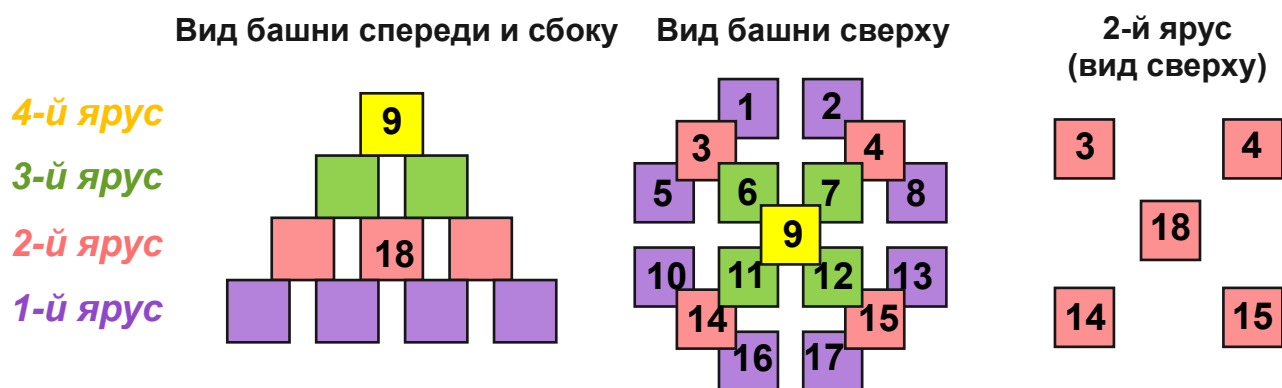 Вид башни спереди и сбоку
Вид башни сверху
2-й ярус
(вид сверху)
4-й ярус
3-й ярус
2-й ярус
1-й ярус
9
18
1 2
3 4
5 6 7 8
9
10 11 12 13
14 15
16 17
3 4
18
14 15